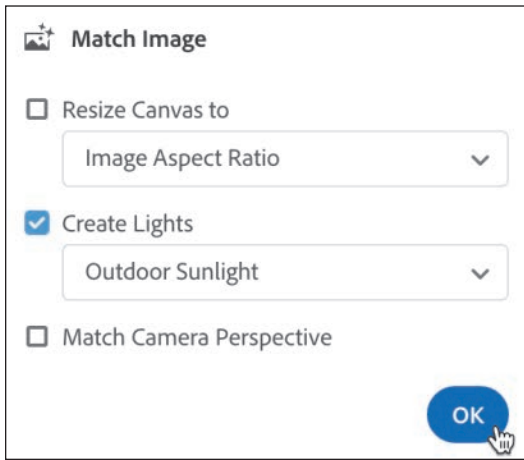 Match Image
Resize Canvas to
Image Aspect Ratio
Create Lights
Outdoor Sunlight
Match Camera Perspective
OK